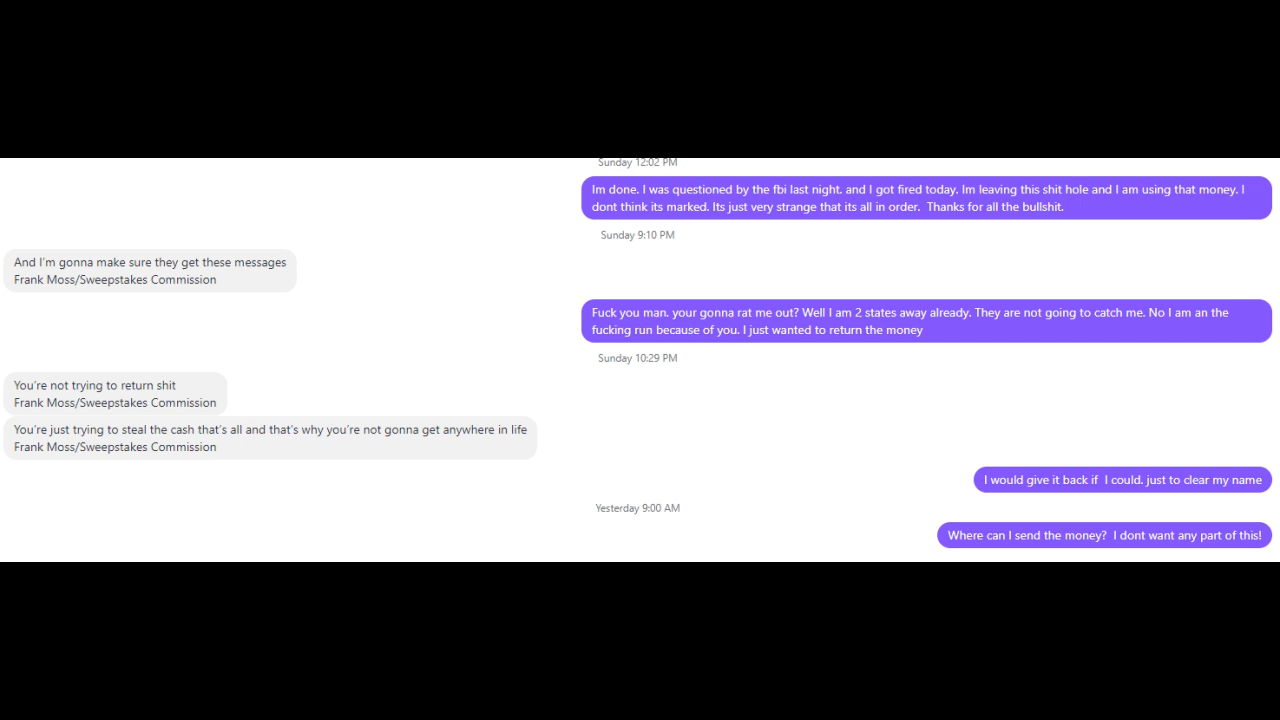 Sunday 12:02 PM
Im done. I was questioned by the fbi last night. and I got fired today. Im leaving this shit hole and I am using that money. I
dont think its marked. Its just very strange that its all in order.  Thanks for all the bullshit.
Sunday 9:10 PM
And I'm gonna make sure they get these messages
Frank Moss/Sweepstakes Commission
Fuck you man. your gonna rat me out? Well I am 2 states away already. They are not going to catch me. No I am an the
fucking run because of you. I just wanted to return the money
Sunday 10:29 PM
You're not trying to return shit
Frank Moss/Sweepstakes Commission
You're just trying to steal the cash that's all and that's why you're not gonna get anywhere in life
Frank Moss/Sweepstakes Commission
I would give it back if  I could. just to clear my name
Yesterday 9:00 AM
Where can I send the money?  I dont want any part of this!